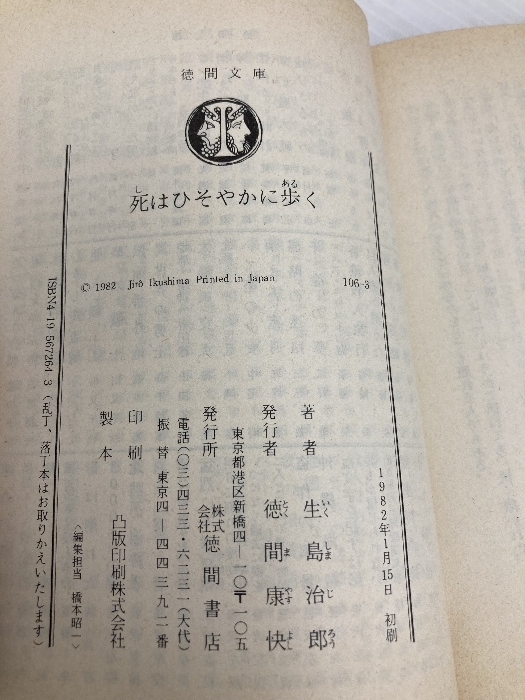 徳間文庫
死はひそやかに歩く
© 1982 Jirô Ikushima Printed in Japan 106-3
1982年1月15日 初刷
著者 生島治郎
発行者 徳間康快
東京都港区新橋四—一〇〒一〇五
発行所 株式会社徳間書店
電話(〇三)四三三・六二三一(大代)
振替 東京四—四四三九二番
印刷
製本 凸版印刷株式会社
〈編集担当 橋本昭一〉
ISBN4-19-567264-3(乱丁、落丁本はお取りかえいたします)